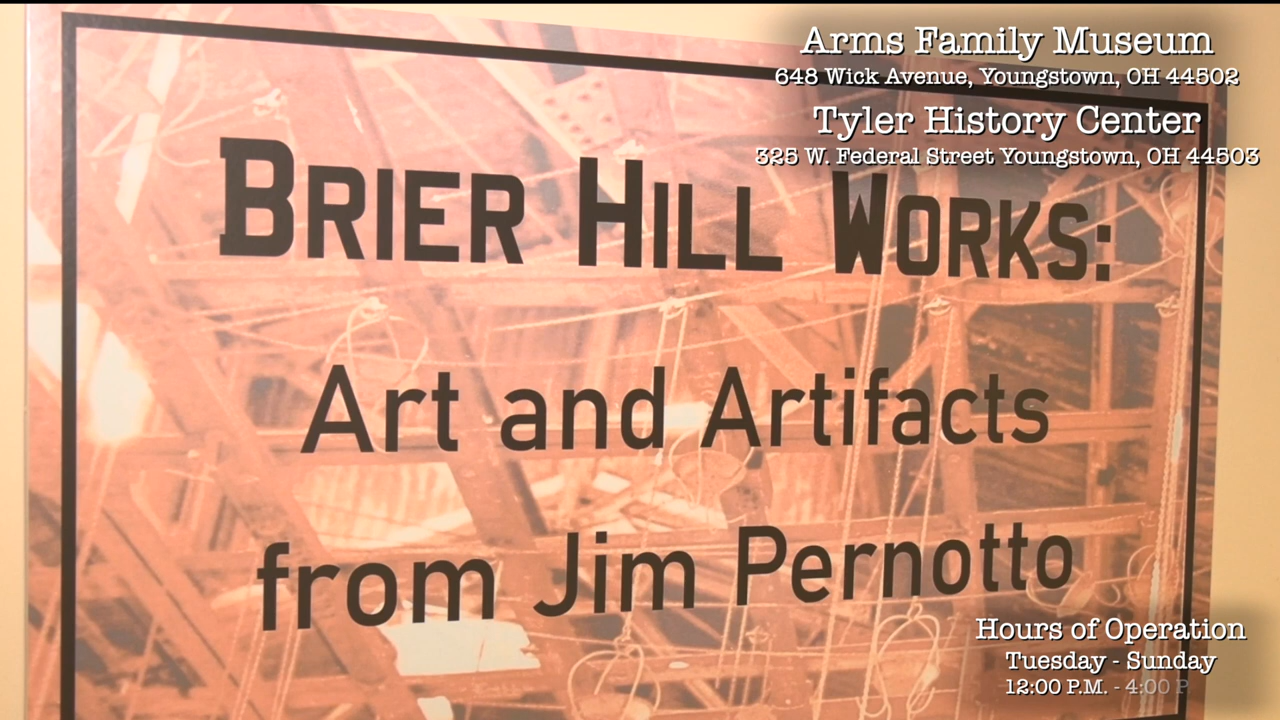 Arms Family Museum
648 Wick Avenue, Youngstown, OH 44502
Tyler History Center
325 W. Federal Street Youngstown, OH 44503
BRIER HILL WORKS:
Art and Artifacts
from Jim Pernotto
Hours of Operation
Tuesday - Sunday
12:00 P.M. - 4:00 P